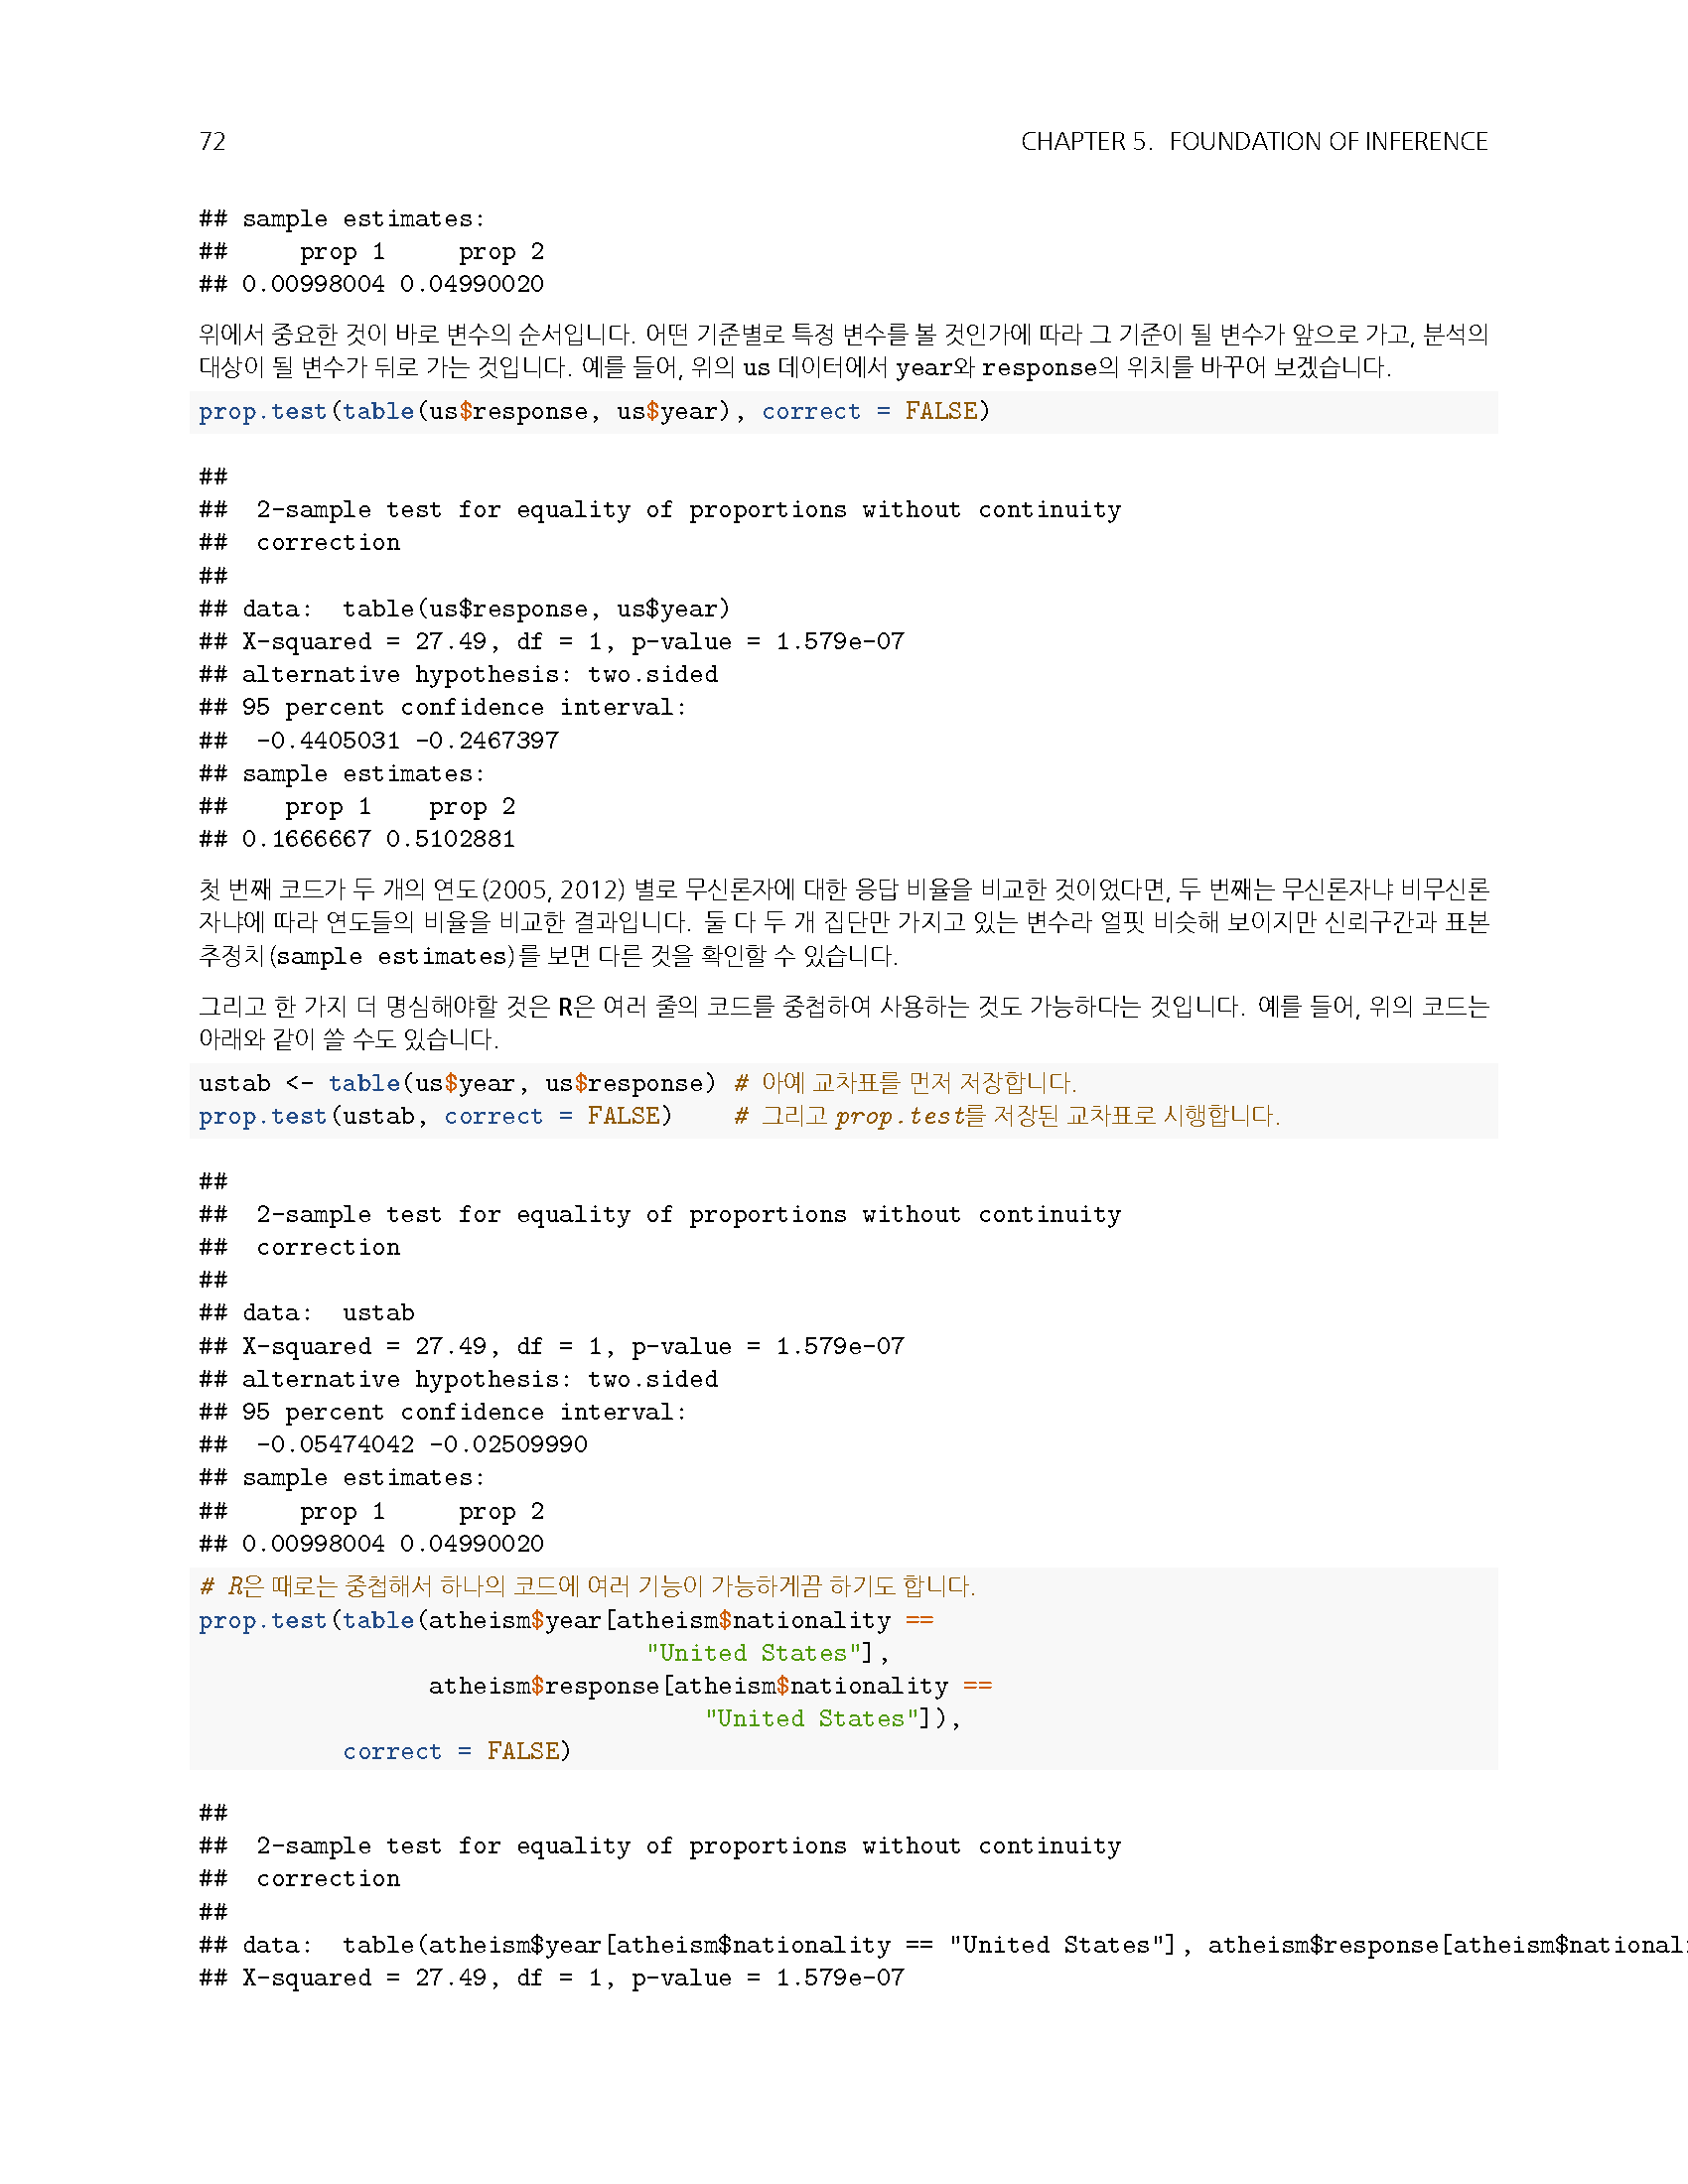 72 CHAPTER 5. FOUNDATION OF INFERENCE
## sample estimates:
##     prop 1     prop 2
## 0.00998004 0.04990020
위에서 중요한 것이 바로 변수의 순서입니다. 어떤 기준별로 특정 변수를 볼 것인가에 따라 그 기준이 될 변수가 앞으로 가고, 분석의
대상이 될 변수가 뒤로 가는 것입니다. 예를 들어, 위의 us 데이터에서 year와 response의 위치를 바꾸어 보겠습니다.
prop.test(table(us$response, us$year), correct = FALSE)
##
##  2-sample test for equality of proportions without continuity
##  correction
##
## data:  table(us$response, us$year)
## X-squared = 27.49, df = 1, p-value = 1.579e-07
## alternative hypothesis: two.sided
## 95 percent confidence interval:
##  -0.4405031 -0.2467397
## sample estimates:
##    prop 1    prop 2
## 0.1666667 0.5102881
첫 번째 코드가 두 개의 연도(2005, 2012) 별로 무신론자에 대한 응답 비율을 비교한 것이었다면, 두 번째는 무신론자냐 비무신론
자냐에 따라 연도들의 비율을 비교한 결과입니다. 둘 다 두 개 집단만 가지고 있는 변수라 얼핏 비슷해 보이지만 신뢰구간과 표본
추정치(sample estimates)를 보면 다른 것을 확인할 수 있습니다.
그리고 한 가지 더 명심해야할 것은 R은 여러 줄의 코드를 중첩하여 사용하는 것도 가능하다는 것입니다. 예를 들어, 위의 코드는
아래와 같이 쓸 수도 있습니다.
ustab <- table(us$year, us$response) # 아예 교차표를 먼저 저장합니다.
prop.test(ustab, correct = FALSE)    # 그리고 prop.test를 저장된 교차표로 시행합니다.
##
##  2-sample test for equality of proportions without continuity
##  correction
##
## data:  ustab
## X-squared = 27.49, df = 1, p-value = 1.579e-07
## alternative hypothesis: two.sided
## 95 percent confidence interval:
##  -0.05474042 -0.02509990
## sample estimates:
##     prop 1     prop 2
## 0.00998004 0.04990020
# R은 때로는 중첩해서 하나의 코드에 여러 기능이 가능하게끔 하기도 합니다.
prop.test(table(atheism$year[atheism$nationality ==
                               "United States"],
                atheism$response[atheism$nationality ==
                                   "United States"]),
          correct = FALSE)
##
##  2-sample test for equality of proportions without continuity
##  correction
##
## data:  table(atheism$year[atheism$nationality == "United States"], atheism$response[atheism$nationali
## X-squared = 27.49, df = 1, p-value = 1.579e-07